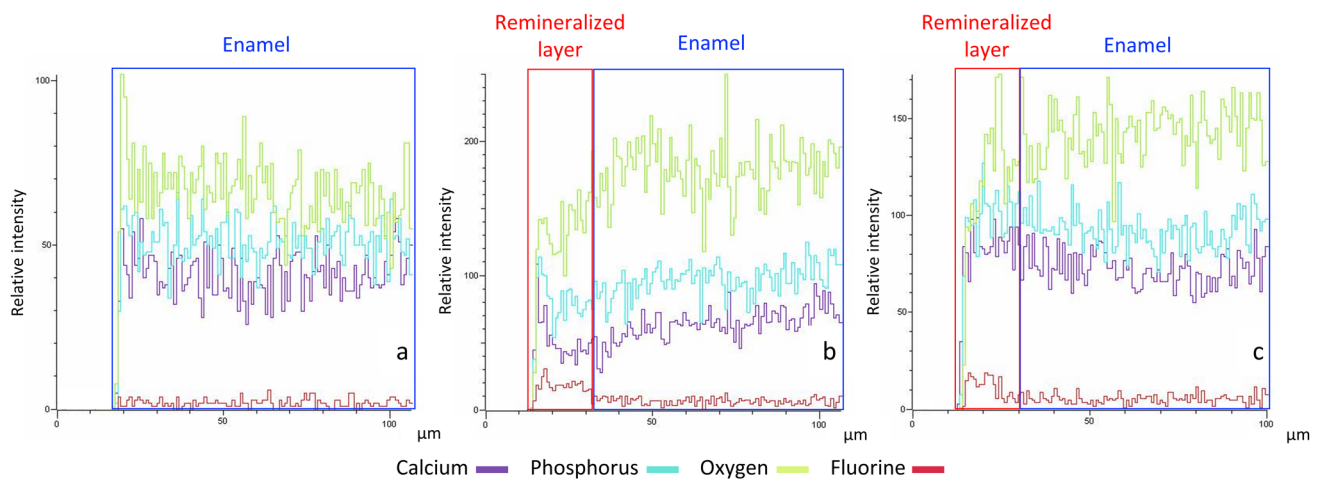 Enamel
Remineralized
layer
Enamel
Remineralized
layer
Enamel
100
50
0
0
50
100
μm
Relative intensity
a
200
100
0
0
50
100
μm
Relative intensity
b
150
100
50
0
0
50
100
μm
Relative intensity
c
Calcium Phosphorus Oxygen Fluorine